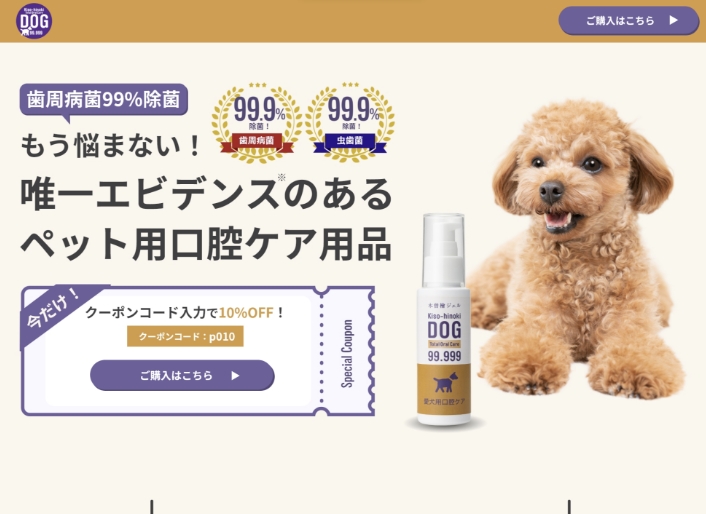 Kiso-hinoki
DOG
99.999
ご購入はこちら ▶
歯周病菌99%除菌
99.9%
除菌！
歯周病菌
99.9%
除菌！
虫歯菌
もう悩まない！
唯一エビデンス※のある
ペット用口腔ケア用品
今だけ！
クーポンコード入力で10%OFF！
クーポンコード：p010
ご購入はこちら ▶
Special Coupon
木曽檜ジェル
Kiso-hinoki
DOG
Total Oral Care
99.999
愛犬用口腔ケア